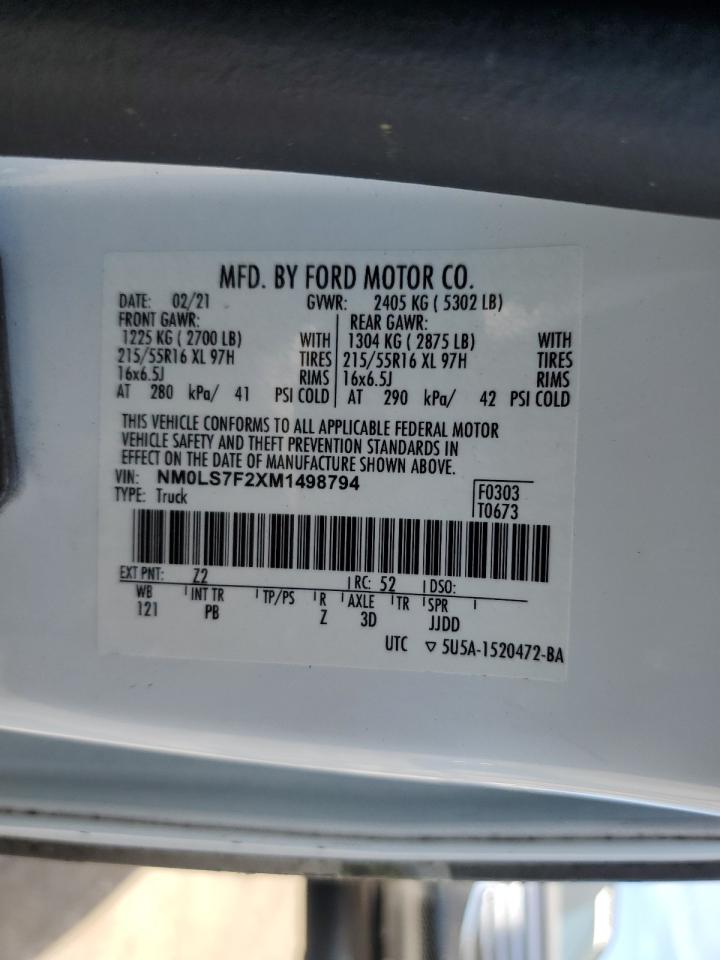 MFD. BY FORD MOTOR CO.
DATE: 02/21 GVWR: 2405 KG ( 5302 LB)
FRONT GAWR: REAR GAWR:
1225 KG ( 2700 LB) WITH 1304 KG ( 2875 LB) WITH
215/55R16 XL 97H TIRES 215/55R16 XL 97H TIRES
16x6.5J RIMS 16x6.5J RIMS
AT 280 kPa/ 41 PSI COLD AT 290 kPa/ 42 PSI COLD
THIS VEHICLE CONFORMS TO ALL APPLICABLE FEDERAL MOTOR
VEHICLE SAFETY AND THEFT PREVENTION STANDARDS IN
EFFECT ON THE DATE OF MANUFACTURE SHOWN ABOVE.
VIN: NM0LS7F2XM1498794 F0303
TYPE: Truck T0673
EXT PNT: Z2 RC: 52 DSO:
WB INT TR TP/PS R AXLE TR SPR
121 PB Z 3D JJDD
UTC ▽ 5U5A-1520472-BA